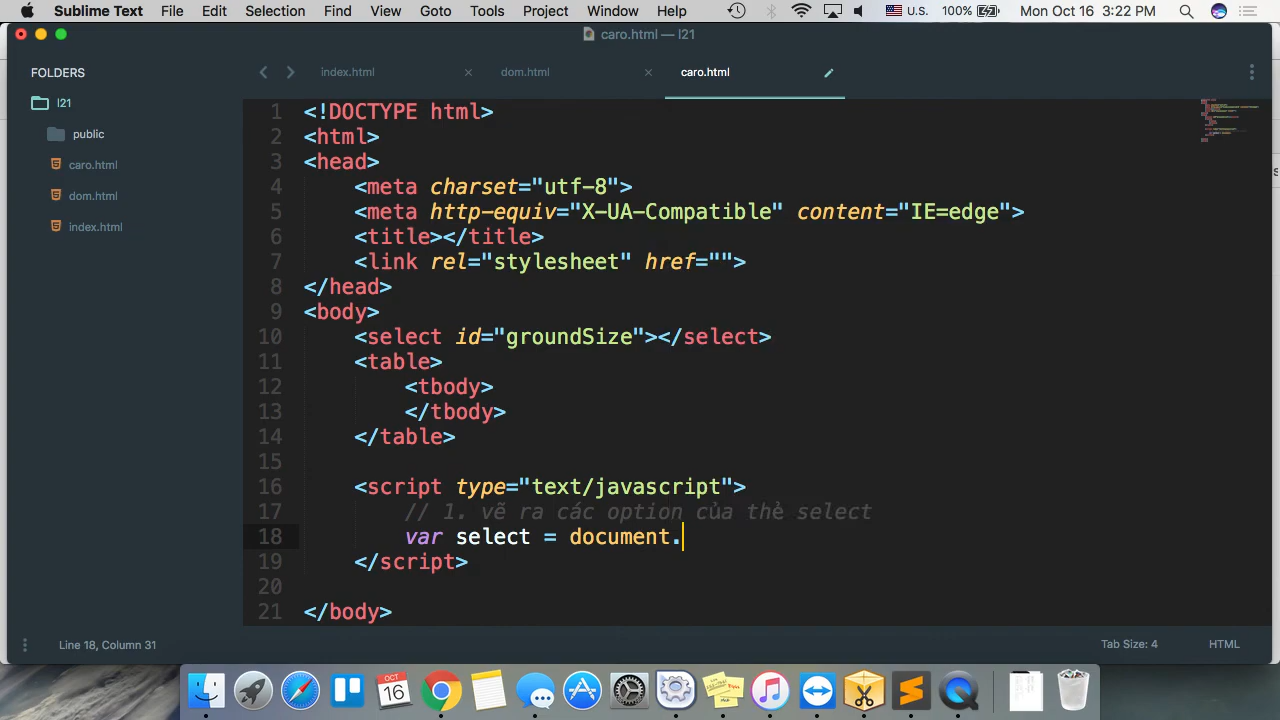 Sublime Text File Edit Selection Find View Goto Tools Project Window Help U.S. 100% Mon Oct 16 3:22 PM
caro.html — l21
FOLDERS
l21
public
caro.html
dom.html
index.html
index.html × dom.html × caro.html
1 <!DOCTYPE html>
2 <html>
3 <head>
4 <meta charset="utf-8">
5 <meta http-equiv="X-UA-Compatible" content="IE=edge">
6 <title></title>
7 <link rel="stylesheet" href="">
8 </head>
9 <body>
10 <select id="groundSize"></select>
11 <table>
12 <tbody>
13 </tbody>
14 </table>
15
16 <script type="text/javascript">
17 // 1. vẽ ra các option của thẻ select
18 var select = document.
19 </script>
20
21 </body>
Line 18, Column 31 Tab Size: 4 HTML
OCT
16